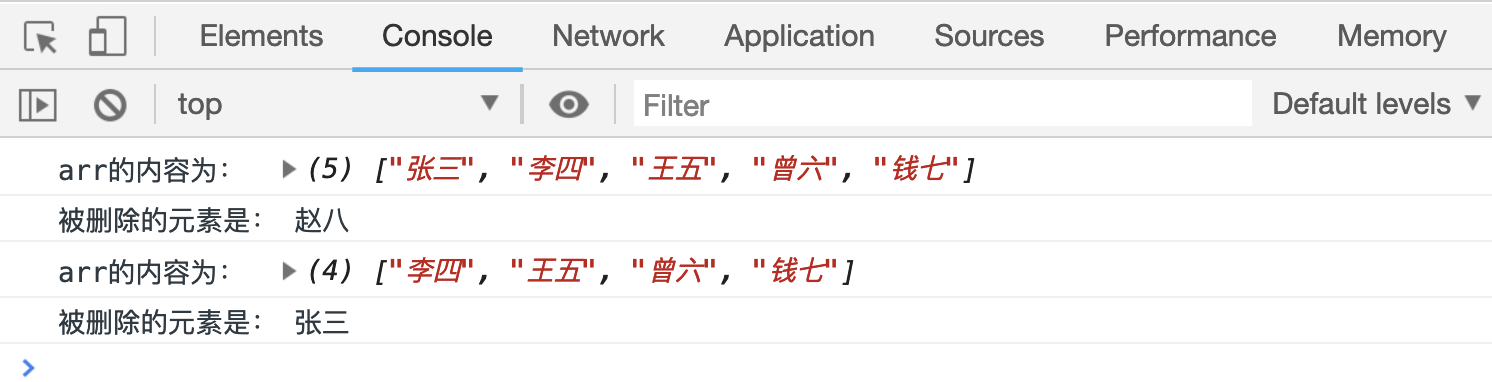 Elements Console Network Application Sources Performance Memory
top Filter Default levels
arr的内容为： (5) ["张三", "李四", "王五", "曾六", "钱七"]
被删除的元素是： 赵八
arr的内容为： (4) ["李四", "王五", "曾六", "钱七"]
被删除的元素是： 张三